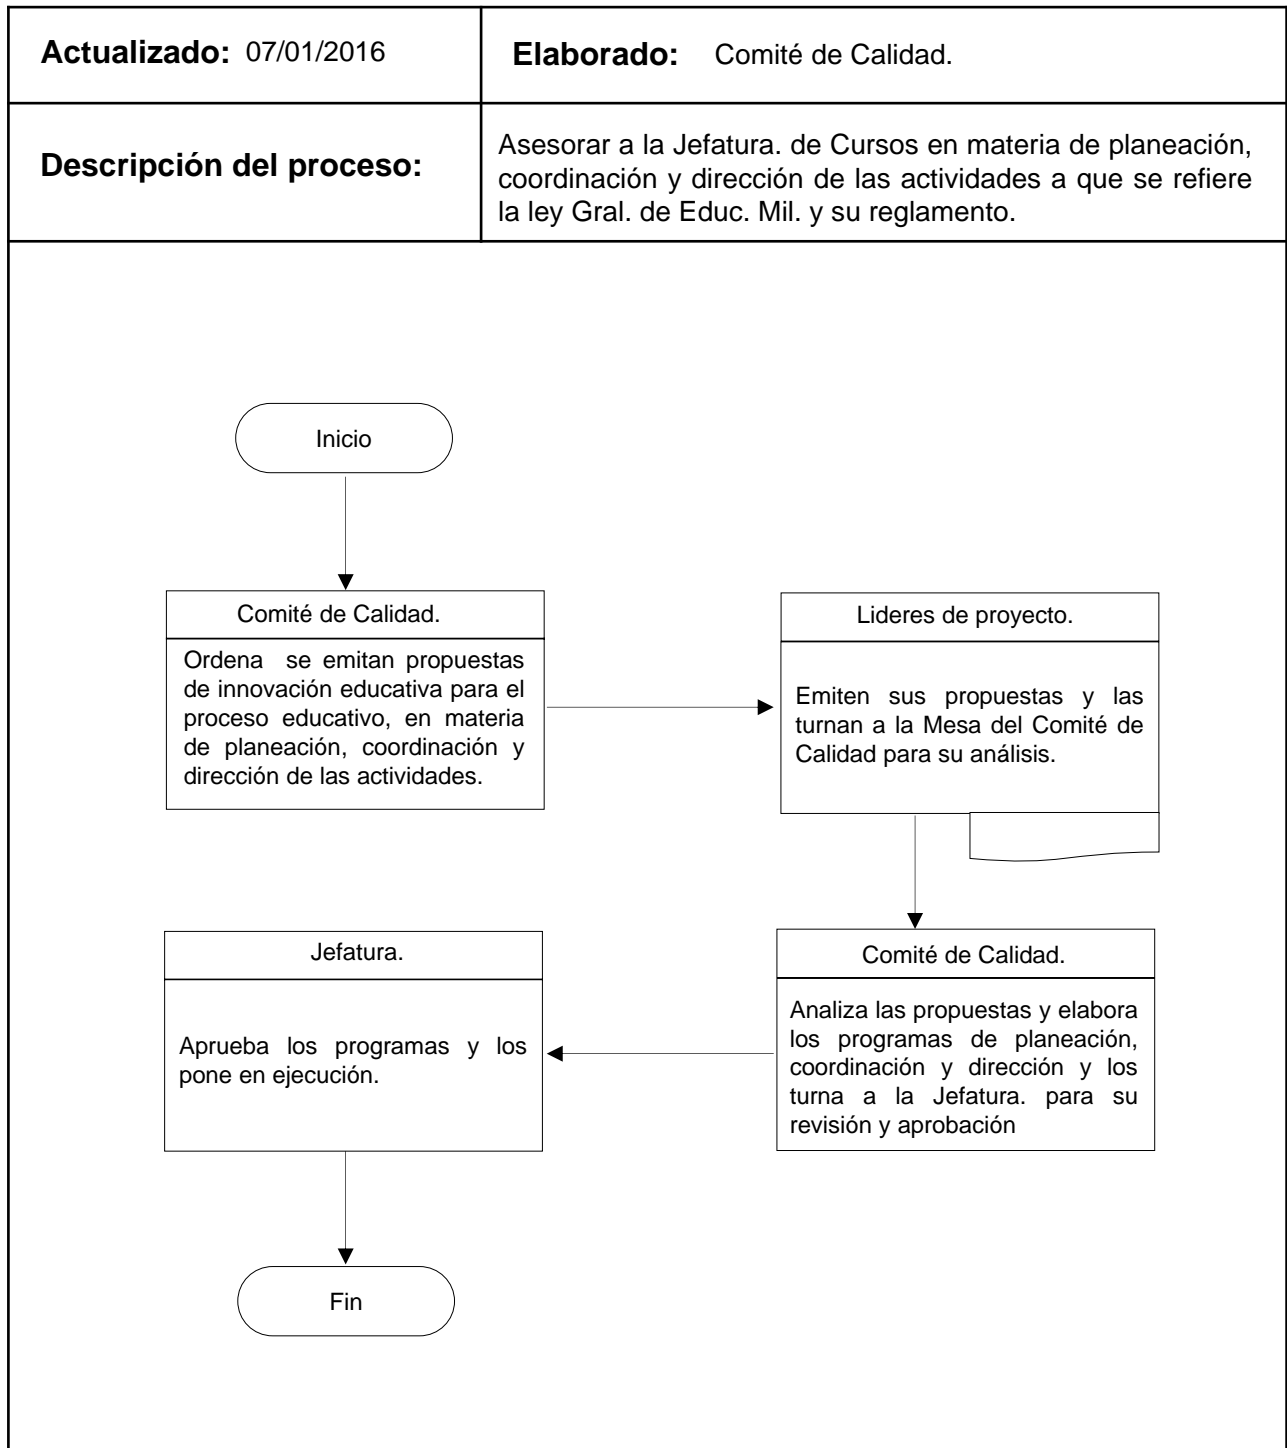 Actualizado: 07/01/2016
Elaborado: Comité de Calidad.
Descripción del proceso:
Asesorar a la Jefatura. de Cursos en materia de planeación,
coordinación y dirección de las actividades a que se refiere
la ley Gral. de Educ. Mil. y su reglamento.
Inicio
Comité de Calidad.
Ordena se emitan propuestas
de innovación educativa para el
proceso educativo, en materia
de planeación, coordinación y
dirección de las actividades.
Lideres de proyecto.
Emiten sus propuestas y las
turnan a la Mesa del Comité de
Calidad para su análisis.
Comité de Calidad.
Analiza las propuestas y elabora
los programas de planeación,
coordinación y dirección y los
turna a la Jefatura. para su
revisión y aprobación
Jefatura.
Aprueba los programas y los
pone en ejecución.
Fin